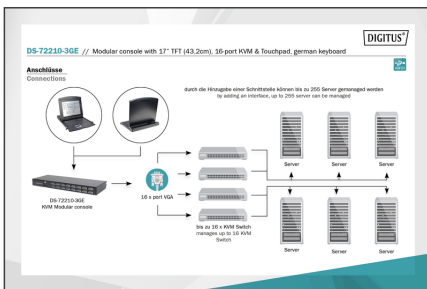 DIGITUS®
DS-72210-3GE // Modular console with 17" TFT (43.2cm), 16-port KVM & Touchpad, german keyboard
Anschlüsse
Connections
durch die Hinzugabe einer Schrittstelle können bis zu 255 Server gemonaged werden
by adding an interface, up to 255 server can be managed
Server
Server
Server
DS-72210-3GE
KVM Modular console
16 x port VGA
bis zu 16 x KVM Switch
manages up to 16 KVM
Switch
Server
Server
Server